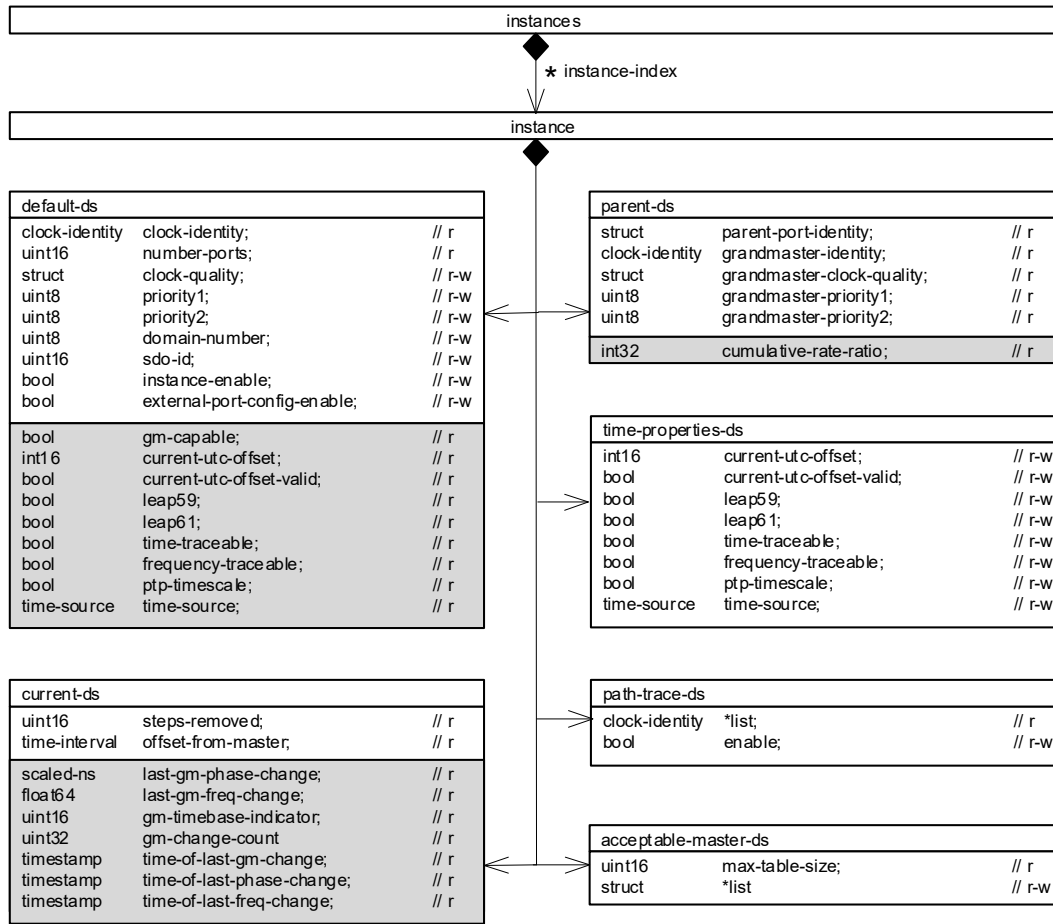 instances
* instance-index
instance
default-ds
clock-identity clock-identity; // r
uint16 number-ports; // r
struct clock-quality; // r-w
uint8 priority1; // r-w
uint8 priority2; // r-w
uint8 domain-number; // r-w
uint16 sdo-id; // r-w
bool instance-enable; // r-w
bool external-port-config-enable; // r-w
bool gm-capable; // r
int16 current-utc-offset; // r
bool current-utc-offset-valid; // r
bool leap59; // r
bool leap61; // r
bool time-traceable; // r
bool frequency-traceable; // r
bool ptp-timescale; // r
time-source time-source; // r
parent-ds
struct parent-port-identity; // r
clock-identity grandmaster-identity; // r
struct grandmaster-clock-quality; // r
uint8 grandmaster-priority1; // r
uint8 grandmaster-priority2; // r
int32 cumulative-rate-ratio; // r
time-properties-ds
int16 current-utc-offset; // r-w
bool current-utc-offset-valid; // r-w
bool leap59; // r-w
bool leap61; // r-w
bool time-traceable; // r-w
bool frequency-traceable; // r-w
bool ptp-timescale; // r-w
time-source time-source; // r-w
current-ds
uint16 steps-removed; // r
time-interval offset-from-master; // r
scaled-ns last-gm-phase-change; // r
float64 last-gm-freq-change; // r
uint16 gm-timebase-indicator; // r
uint32 gm-change-count // r
timestamp time-of-last-gm-change; // r
timestamp time-of-last-phase-change; // r
timestamp time-of-last-freq-change; // r
path-trace-ds
clock-identity *list; // r
bool enable; // r-w
acceptable-master-ds
uint16 max-table-size; // r
struct *list // r-w